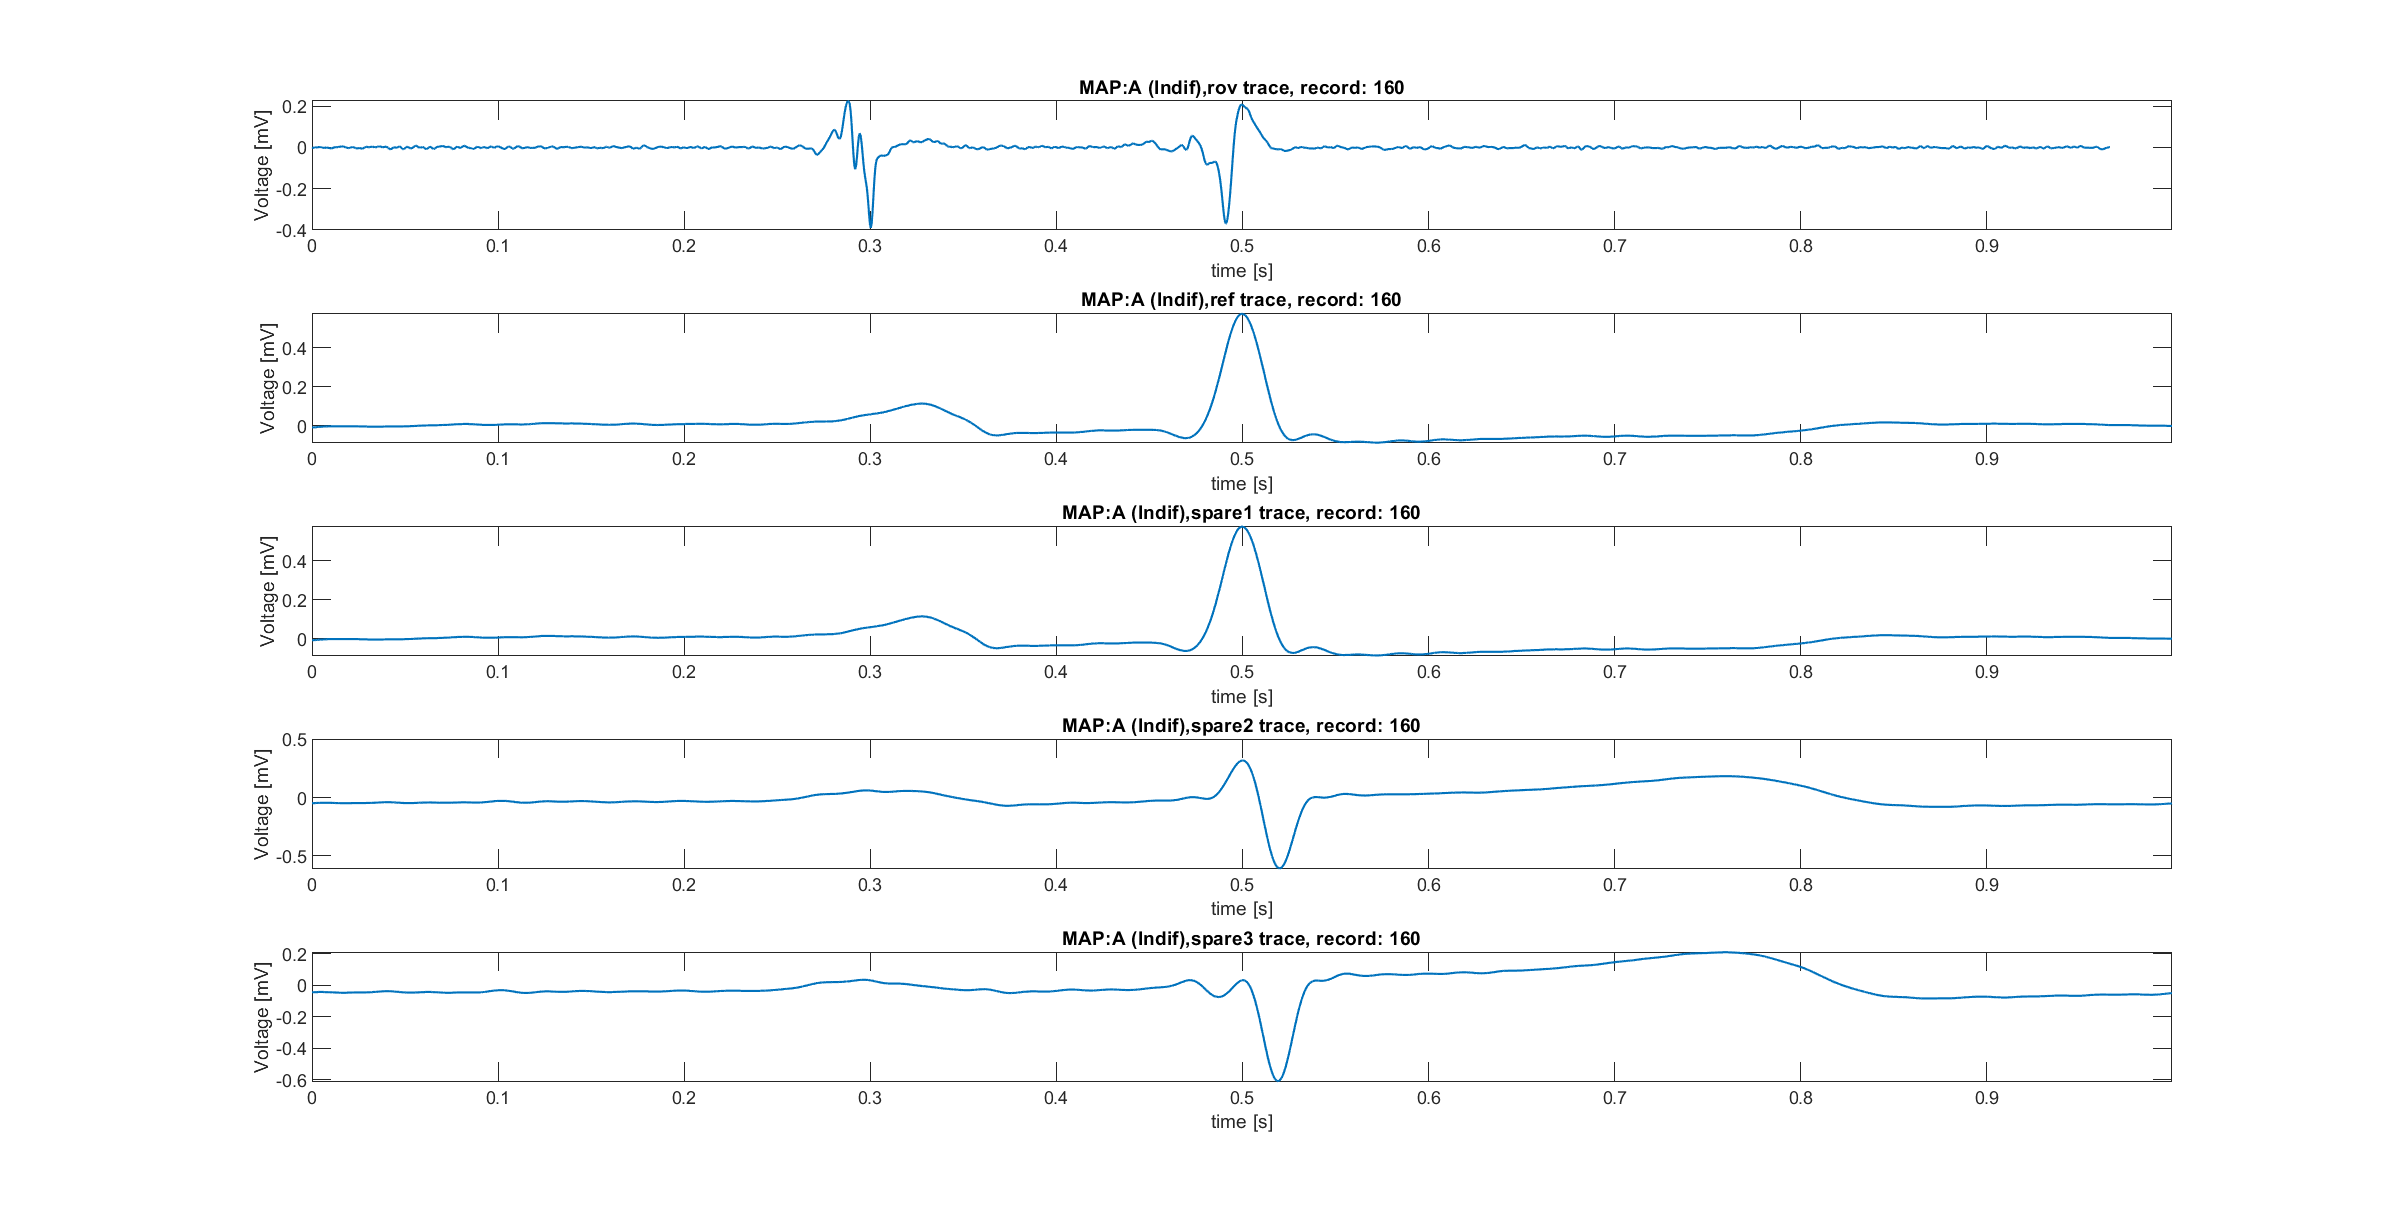 MAP:A (Indif),rov trace, record: 160
Voltage [mV]
0.2
0
-0.2
-0.4
0 0.1 0.2 0.3 0.4 0.5 0.6 0.7 0.8 0.9
time [s]
MAP:A (Indif),ref trace, record: 160
Voltage [mV]
0.4
0.2
0
0 0.1 0.2 0.3 0.4 0.5 0.6 0.7 0.8 0.9
time [s]
MAP:A (Indif),spare1 trace, record: 160
Voltage [mV]
0.4
0.2
0
0 0.1 0.2 0.3 0.4 0.5 0.6 0.7 0.8 0.9
time [s]
MAP:A (Indif),spare2 trace, record: 160
Voltage [mV]
0.5
0
-0.5
0 0.1 0.2 0.3 0.4 0.5 0.6 0.7 0.8 0.9
time [s]
MAP:A (Indif),spare3 trace, record: 160
Voltage [mV]
0.2
0
-0.2
-0.4
-0.6
0 0.1 0.2 0.3 0.4 0.5 0.6 0.7 0.8 0.9
time [s]